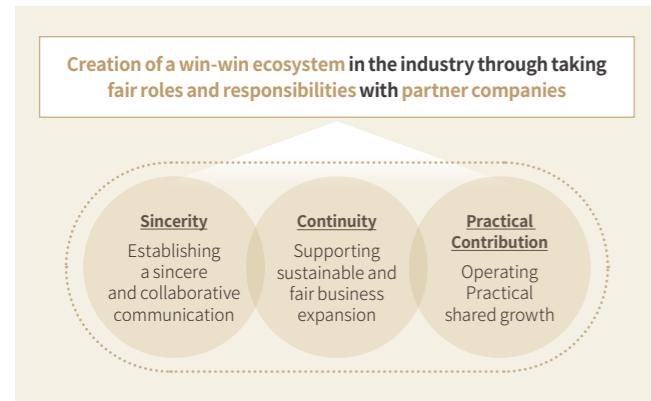 Creation of a win-win ecosystem in the industry through taking
fair roles and responsibilities with partner companies
Sincerity
Establishing
a sincere
and collaborative
communication
Continuity
Supporting
sustainable and
fair business
expansion
Practical
Contribution
Operating
Practical
shared growth